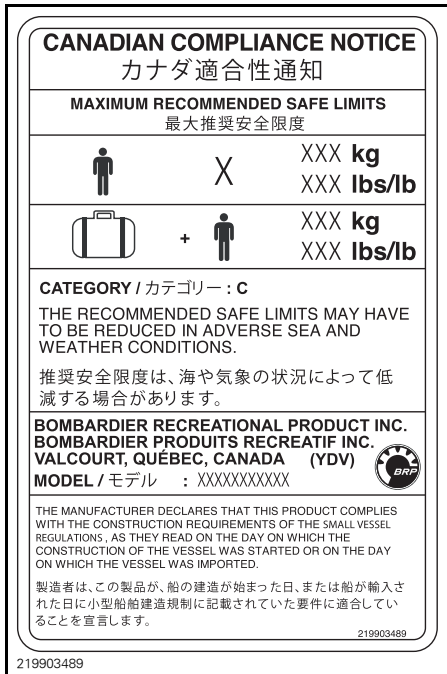 CANADIAN COMPLIANCE NOTICE
カナダ適合性通知
MAXIMUM RECOMMENDED SAFE LIMITS
最大推奨安全限度
X
XXX kg
XXX lbs/lb
+
XXX kg
XXX lbs/lb
CATEGORY / カテゴリー : C
THE RECOMMENDED SAFE LIMITS MAY HAVE
TO BE REDUCED IN ADVERSE SEA AND
WEATHER CONDITIONS.
推奨安全限度は、海や気象の状況によって低
減する場合があります。
BOMBARDIER RECREATIONAL PRODUCT INC.
BOMBARDIER PRODUITS RECREATIF INC.
VALCOURT, QUÉBEC, CANADA (YDV)
BRP
MODEL / モデル : XXXXXXXXXXX
THE MANUFACTURER DECLARES THAT THIS PRODUCT COMPLIES
WITH THE CONSTRUCTION REQUIREMENTS OF THE SMALL VESSEL
REGULATIONS , AS THEY READ ON THE DAY ON WHICH THE
CONSTRUCTION OF THE VESSEL WAS STARTED OR ON THE DAY
ON WHICH THE VESSEL WAS IMPORTED.
製造者は、この製品が、船の建造が始まった日、または船が輸入さ
れた日に小型船舶建造規制に記載されていた要件に適合してい
ることを宣言します。
219903489
219903489